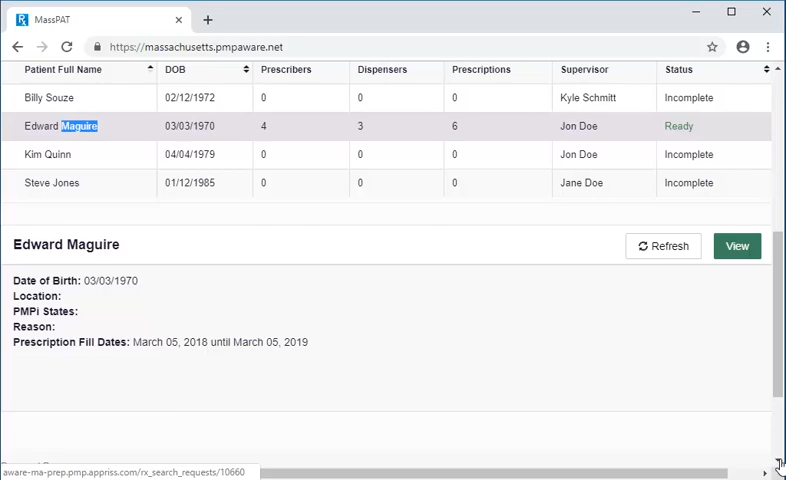 MassPAT
https://massachusetts.pmpaware.net
Patient Full Name DOB Prescribers Dispensers Prescriptions Supervisor Status
Billy Souze 02/12/1972 0 0 0 Kyle Schmitt Incomplete
Edward Maguire 03/03/1970 4 3 6 Jon Doe Ready
Kim Quinn 04/04/1979 0 0 0 Jon Doe Incomplete
Steve Jones 01/12/1985 0 0 0 Jane Doe Incomplete
Edward Maguire Refresh View
Date of Birth: 03/03/1970
Location:
PMPi States:
Reason:
Prescription Fill Dates: March 05, 2018 until March 05, 2019
aware-ma-prep.pmp.appriss.com/rx_search_requests/10660